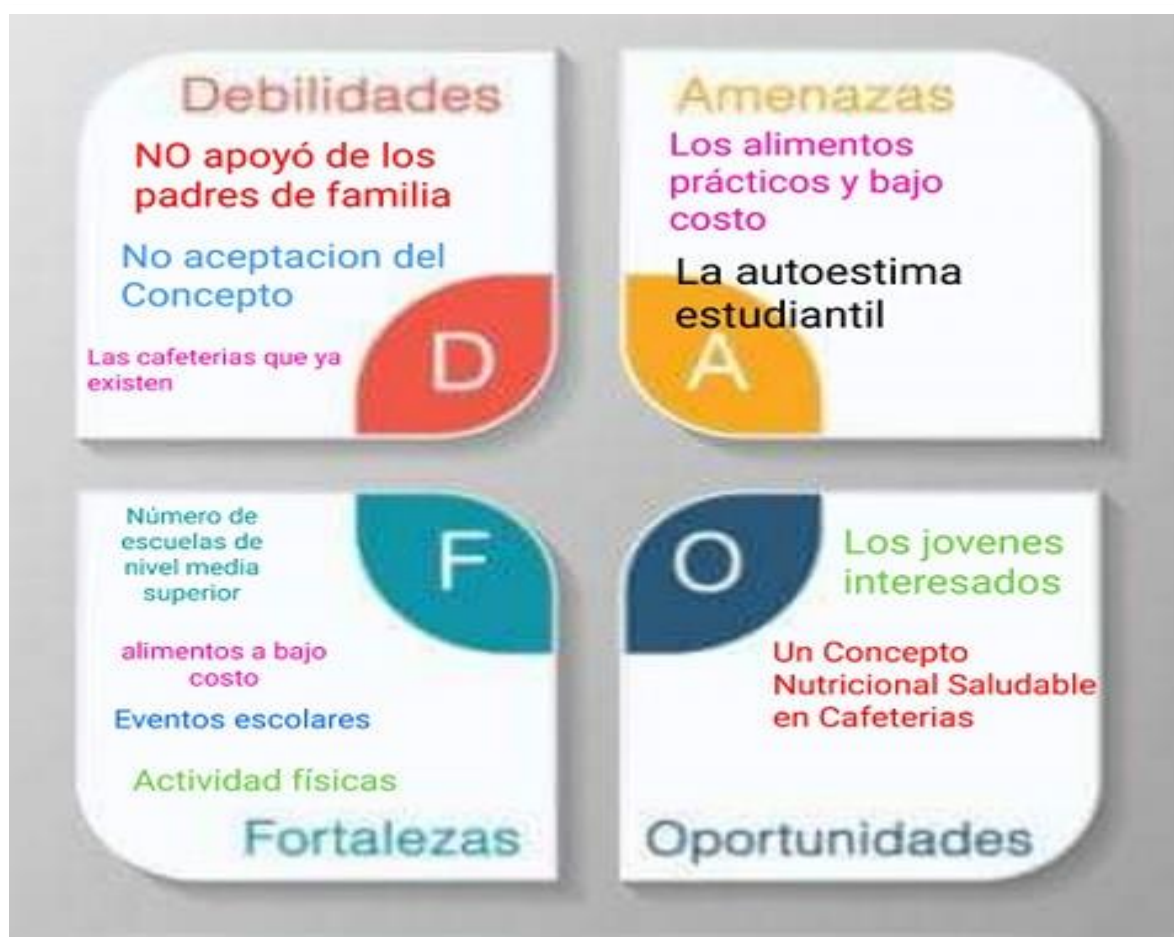 Debilidades
NO apoyó de los
padres de familia
No aceptacion del
Concepto
Las cafeterias que ya
existen
D
Amenazas
Los alimentos
prácticos y bajo
costo
La autoestima
estudiantil
A
Número de
escuelas de
nivel media
superior
alimentos a bajo
costo
Eventos escolares
Actividad físicas
F
Fortalezas
O
Los jovenes
interesados
Un Concepto
Nutricional Saludable
en Cafeterias
Oportunidades